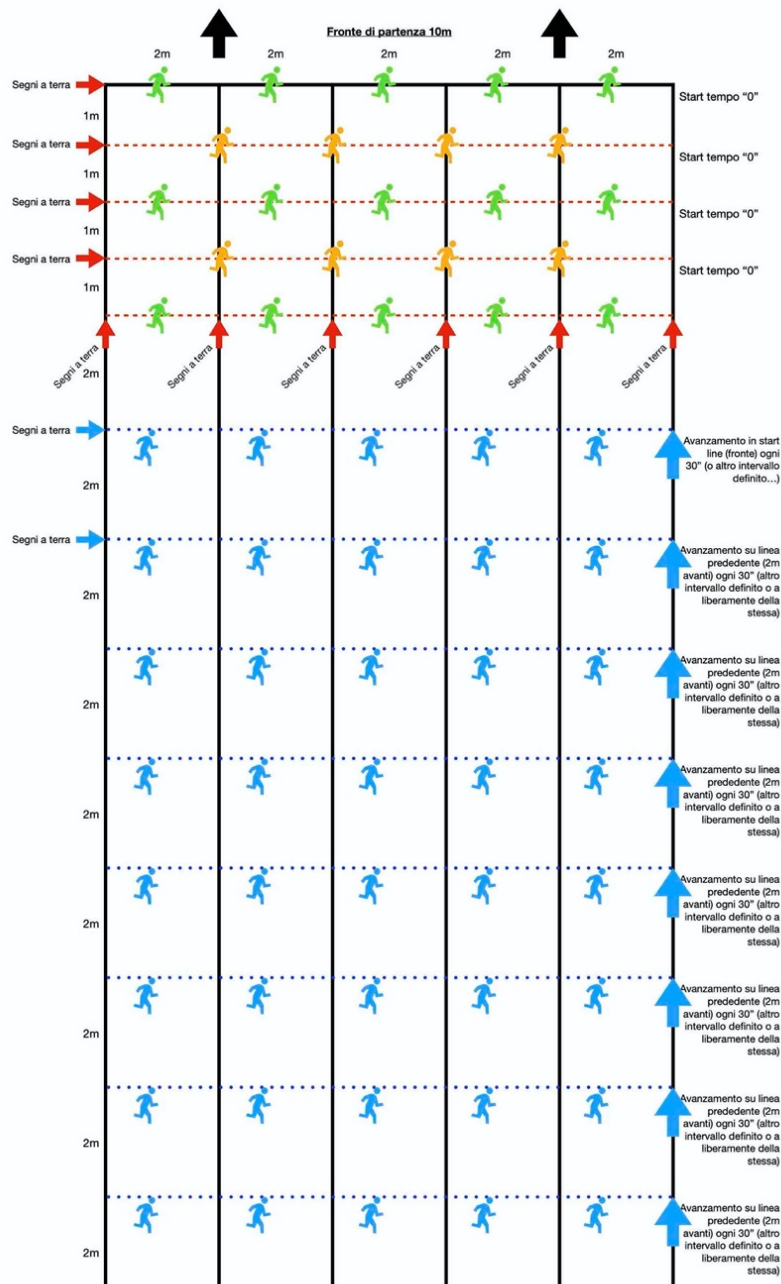 Fronte di partenza 10m
2m 2m 2m 2m 2m
Segni a terra
Start tempo “0”
1m
Segni a terra
Start tempo “0”
1m
Segni a terra
Start tempo “0”
1m
Segni a terra
Start tempo “0”
1m
Segni a terra Segni a terra Segni a terra Segni a terra Segni a terra Segni a terra
2m
Segni a terra
Avanzamento in start
line (fronte) ogni
30” (o altro intervallo
definito…)
2m
Segni a terra
Avanzamento su linea
prededente (2m
avanti) ogni 30” (altro
intervallo definito o a
liberamente della
stessa)
2m
Avanzamento su linea
prededente (2m
avanti) ogni 30” (altro
intervallo definito o a
liberamente della
stessa)
2m
Avanzamento su linea
prededente (2m
avanti) ogni 30” (altro
intervallo definito o a
liberamente della
stessa)
2m
Avanzamento su linea
prededente (2m
avanti) ogni 30” (altro
intervallo definito o a
liberamente della
stessa)
2m
Avanzamento su linea
prededente (2m
avanti) ogni 30” (altro
intervallo definito o a
liberamente della
stessa)
2m
Avanzamento su linea
prededente (2m
avanti) ogni 30” (altro
intervallo definito o a
liberamente della
stessa)
2m
Avanzamento su linea
prededente (2m
avanti) ogni 30” (altro
intervallo definito o a
liberamente della
stessa)
2m